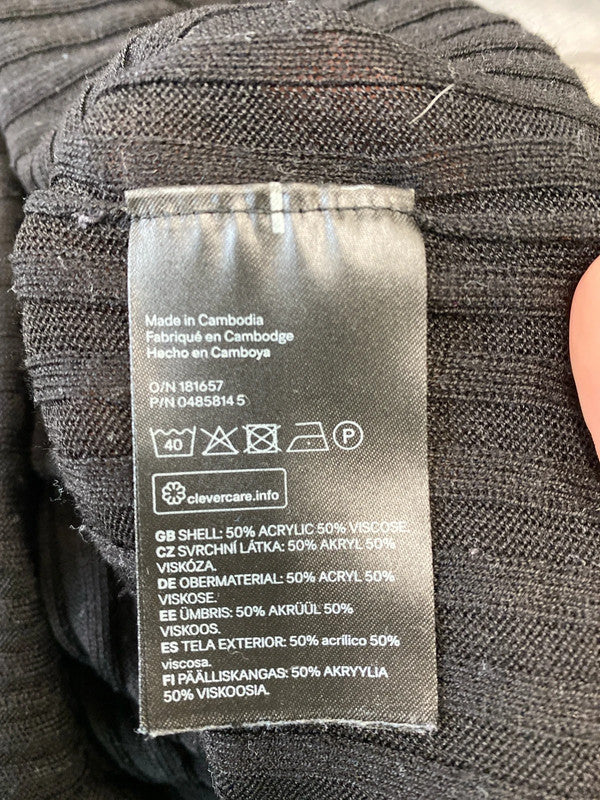 Made in Cambodia
Fabriqué en Cambodge
Hecho en Camboya
O/N 181657
P/N 0485814 5
40 P
clevercare.info
GB SHELL: 50% ACRYLIC 50% VISCOSE.
CZ SVRCHNÍ LÁTKA: 50% AKRYL 50%
VISKÓZA.
DE OBERMATERIAL: 50% ACRYL 50%
VISKOSE.
EE ÜMBRIS: 50% AKRÜÜL 50%
VISKOOS.
ES TELA EXTERIOR: 50% acrílico 50%
viscosa.
FI PÄÄLLISKANGAS: 50% AKRYYLIA
50% VISKOOSIA.